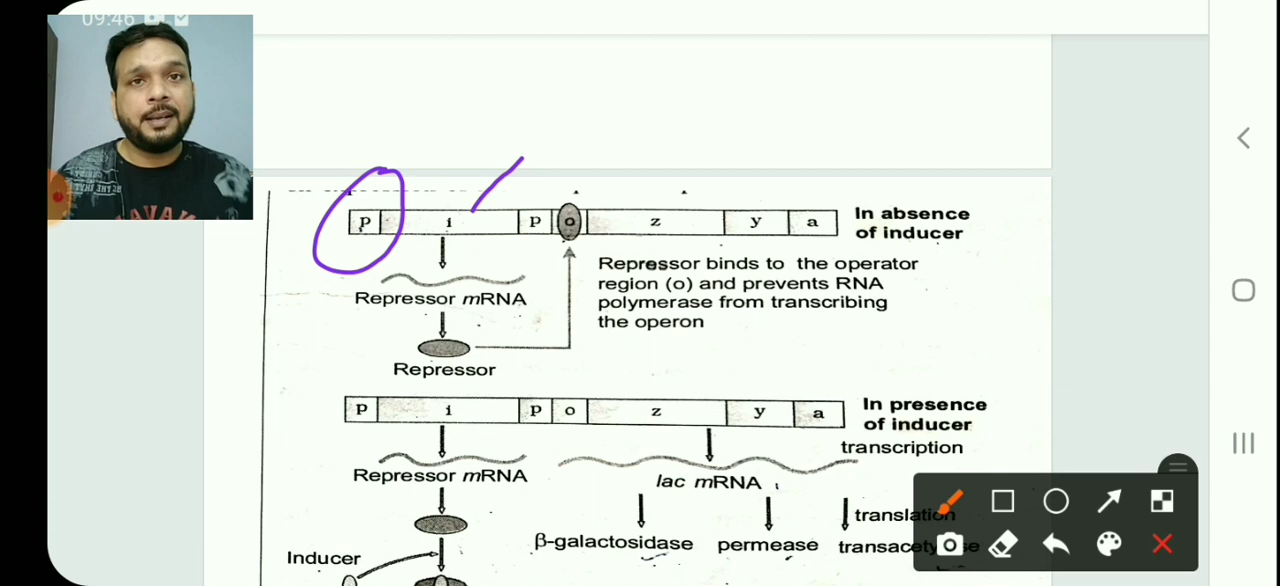 09:46
p i p o z y a
In absence
of inducer
Repressor binds to the operator
region (o) and prevents RNA
polymerase from transcribing
the operon
Repressor mRNA
Repressor
p i p o z y a
In presence
of inducer
transcription
Repressor mRNA
lac mRNA
translation
β-galactosidase permease
Inducer